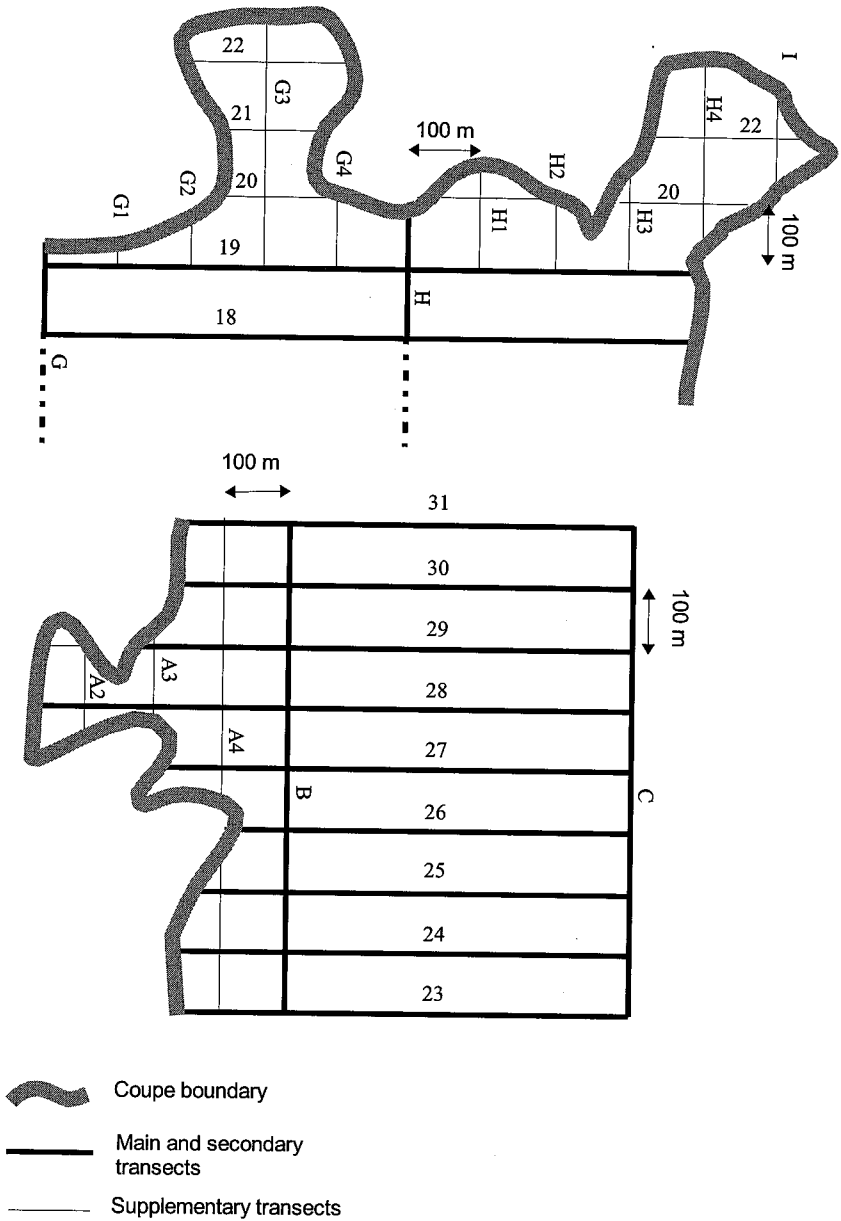 I
22
G3
H4
22
21
100 m
G4
G2
20
H2
20
G1
H1
H3
100 m
19
H
18
G
100 m
31
30
100 m
29
A3
A2
28
A4
27
B
C
26
25
24
23
Coupe boundary
Main and secondary
transects
Supplementary transects